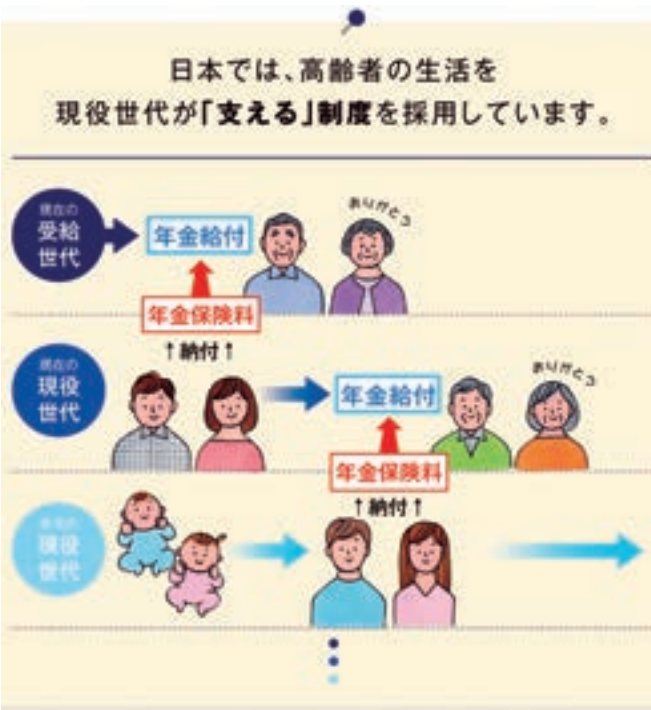 日本では、高齢者の生活を
現役世代が「支える」制度を採用しています。
現在の
受給
世代
年金給付
ありがとう
年金保険料
↑納付↑
現在の
現役
世代
年金給付
ありがとう
年金保険料
↑納付↑
現役
世代